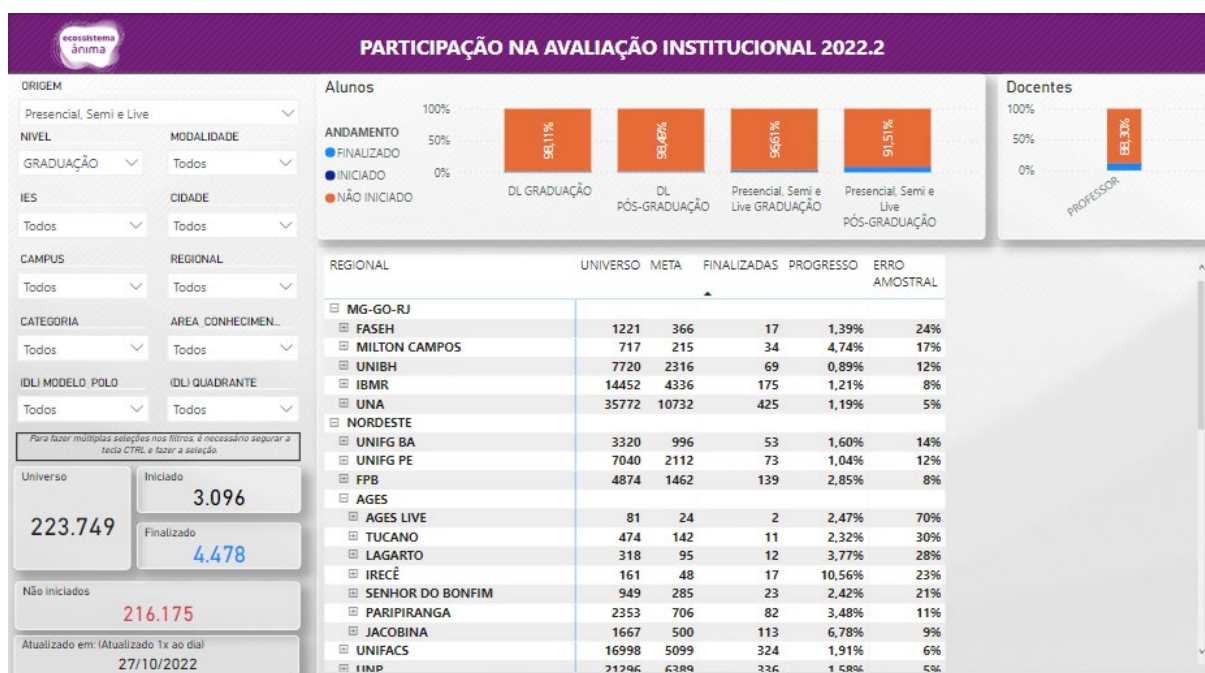 ecossistema
ânima
PARTICIPAÇÃO NA AVALIAÇÃO INSTITUCIONAL 2022.2
ORIGEM
Presencial, Semi e Live
NIVEL MODALIDADE
GRADUAÇÃO Todos
IES CIDADE
Todos Todos
CAMPUS REGIONAL
Todos Todos
CATEGORIA AREA_CONHECIMEN...
Todos Todos
(DL) MODELO_POLO (DL) QUADRANTE
Todos Todos
Para fazer múltiplas seleções nos filtros, é necessário segurar a
tecla CTRL e fazer a seleção.
Universo
223.749
Iniciado
3.096
Finalizado
4.478
Não iniciados
216.175
Atualizado em: (Atualizado 1x ao dia)
27/10/2022
Alunos
ANDAMENTO
FINALIZADO
INICIADO
NÃO INICIADO
100%
50%
0%
98,11%
98,49%
96,61%
91,51%
DL GRADUAÇÃO
DL
PÓS-GRADUAÇÃO
Presencial, Semi e
Live GRADUAÇÃO
Presencial, Semi e
Live
PÓS-GRADUAÇÃO
Docentes
100%
50%
0%
88,30%
PROFESSOR
REGIONAL UNIVERSO META FINALIZADAS PROGRESSO ERRO
AMOSTRAL
MG-GO-RJ
FASEH 1221 366 17 1,39% 24%
MILTON CAMPOS 717 215 34 4,74% 17%
UNIBH 7720 2316 69 0,89% 12%
IBMR 14452 4336 175 1,21% 8%
UNA 35772 10732 425 1,19% 5%
NORDESTE
UNIFG BA 3320 996 53 1,60% 14%
UNIFG PE 7040 2112 73 1,04% 12%
FPB 4874 1462 139 2,85% 8%
AGES
AGES LIVE 81 24 2 2,47% 70%
TUCANO 474 142 11 2,32% 30%
LAGARTO 318 95 12 3,77% 28%
IRECÊ 161 48 17 10,56% 23%
SENHOR DO BONFIM 949 285 23 2,42% 21%
PARIPIRANGA 2353 706 82 3,48% 11%
JACOBINA 1667 500 113 6,78% 9%
UNIFACS 16998 5099 324 1,91% 6%
UNP 21296 6389 336 1,58% 5%